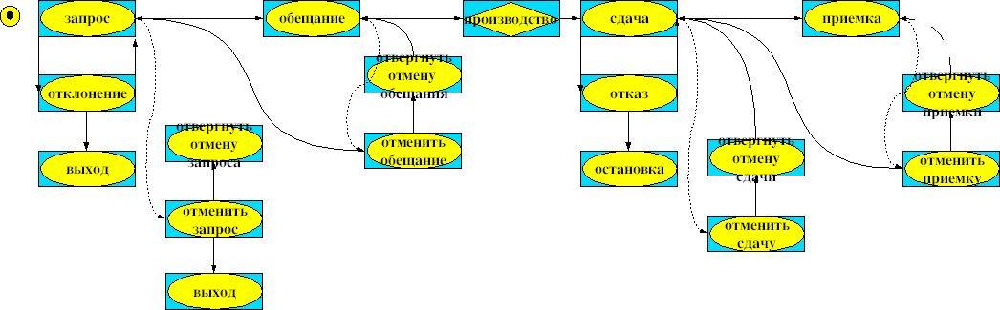 запрос
обещание
производство
сдача
приемка
отвергнуть
отмену
обещания
отклонение
отказ
отвергнуть
отмену
приемки
отвергнуть
отмену
запроса
отменить
обещание
отвергнуть
отмену
сдачи
выход
остановка
отменить
приемку
отменить
запрос
отменить
сдачу
выход